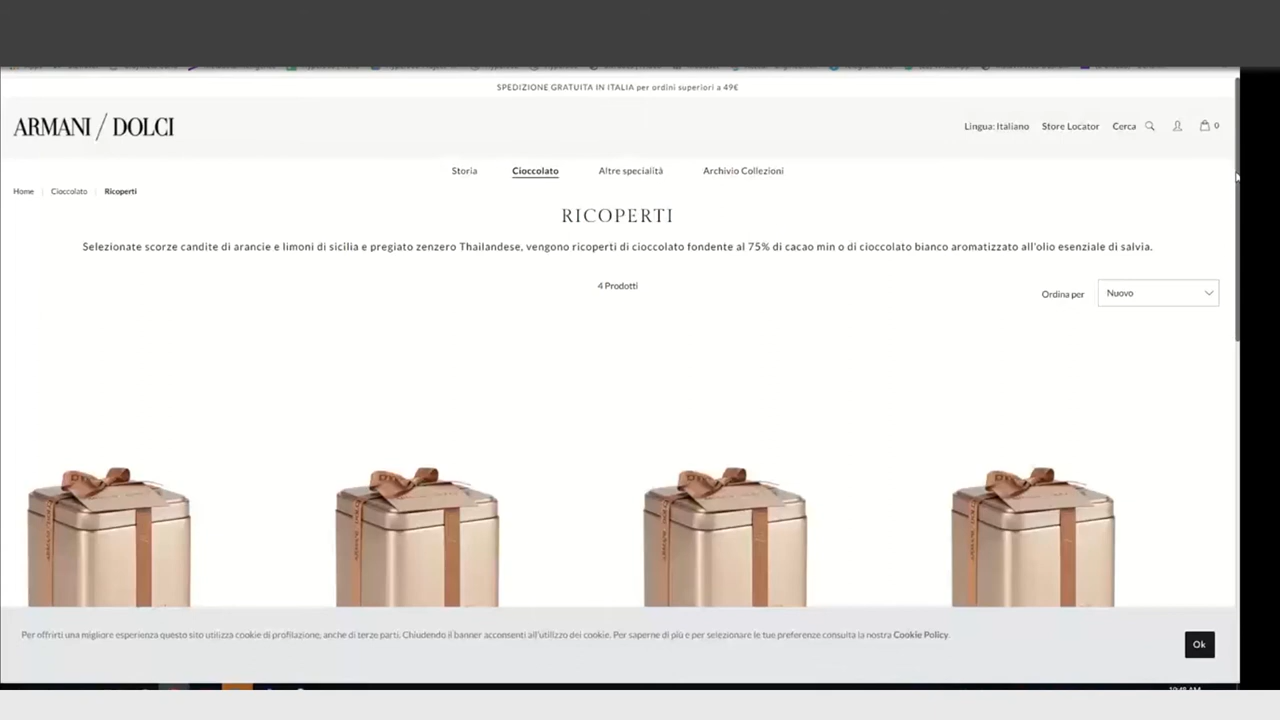 SPEDIZIONE GRATUITA IN ITALIA per ordini superiori a 49€
ARMANI / DOLCI
Lingua: Italiano Store Locator Cerca 0
Storia Cioccolato Altre specialità Archivio Collezioni
Home | Cioccolato | Ricoperti
RICOPERTI
Selezionate scorze candite di arancie e limoni di sicilia e pregiato zenzero Thailandese, vengono ricoperti di cioccolato fondente al 75% di cacao min o di cioccolato bianco aromatizzato all'olio esenziale di salvia.
4 Prodotti
Ordina per Nuovo
Per offrirti una migliore esperienza questo sito utilizza cookie di profilazione, anche di terze parti. Chiudendo il banner acconsenti all'utilizzo dei cookie. Per saperne di più e per selezionare le tue preferenze consulta la nostra Cookie Policy.
Ok